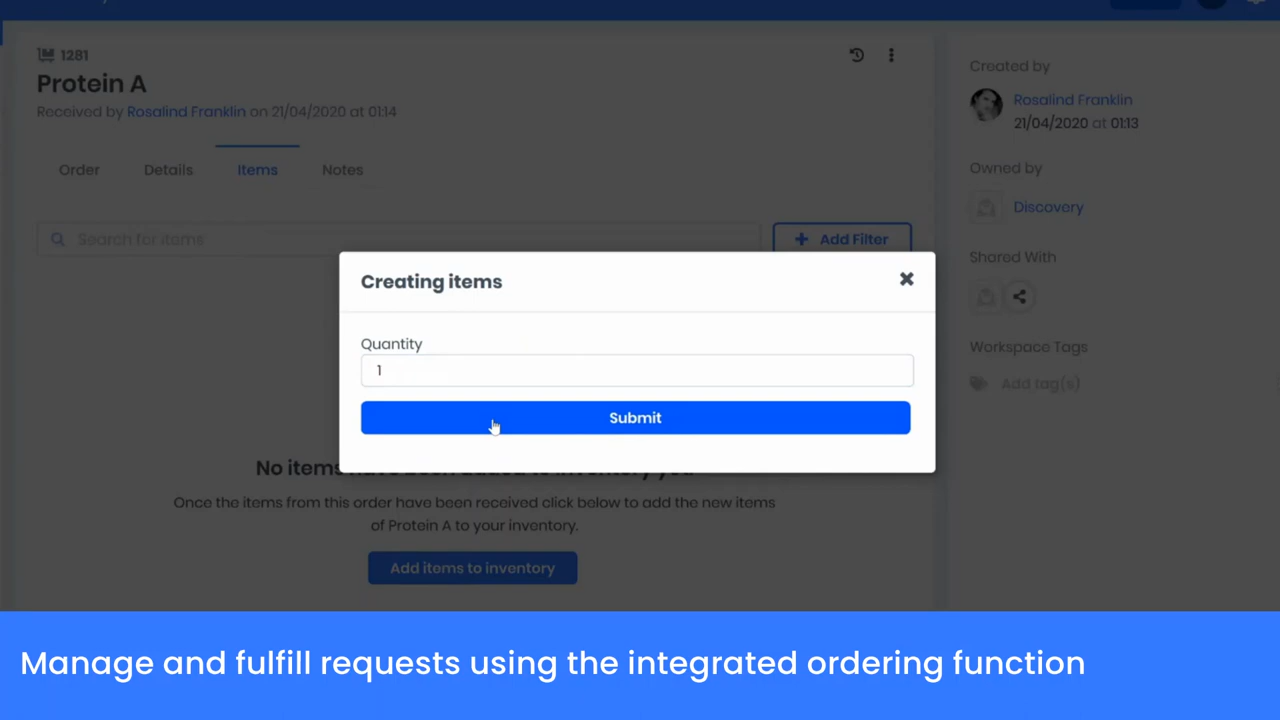 1281
Protein A
Received by Rosalind Franklin on 21/04/2020 at 01:14
Order Details Items Notes
Search for items
+ Add Filter
Creating items
Quantity
1
Submit
No items
Once the items from this order have been received click below to add the new items
of Protein A to your inventory.
Add items to inventory
Created by
Rosalind Franklin
21/04/2020 at 01:13
Owned by
Discovery
Shared With
Workspace Tags
Add tag(s)
Manage and fulfill requests using the integrated ordering function